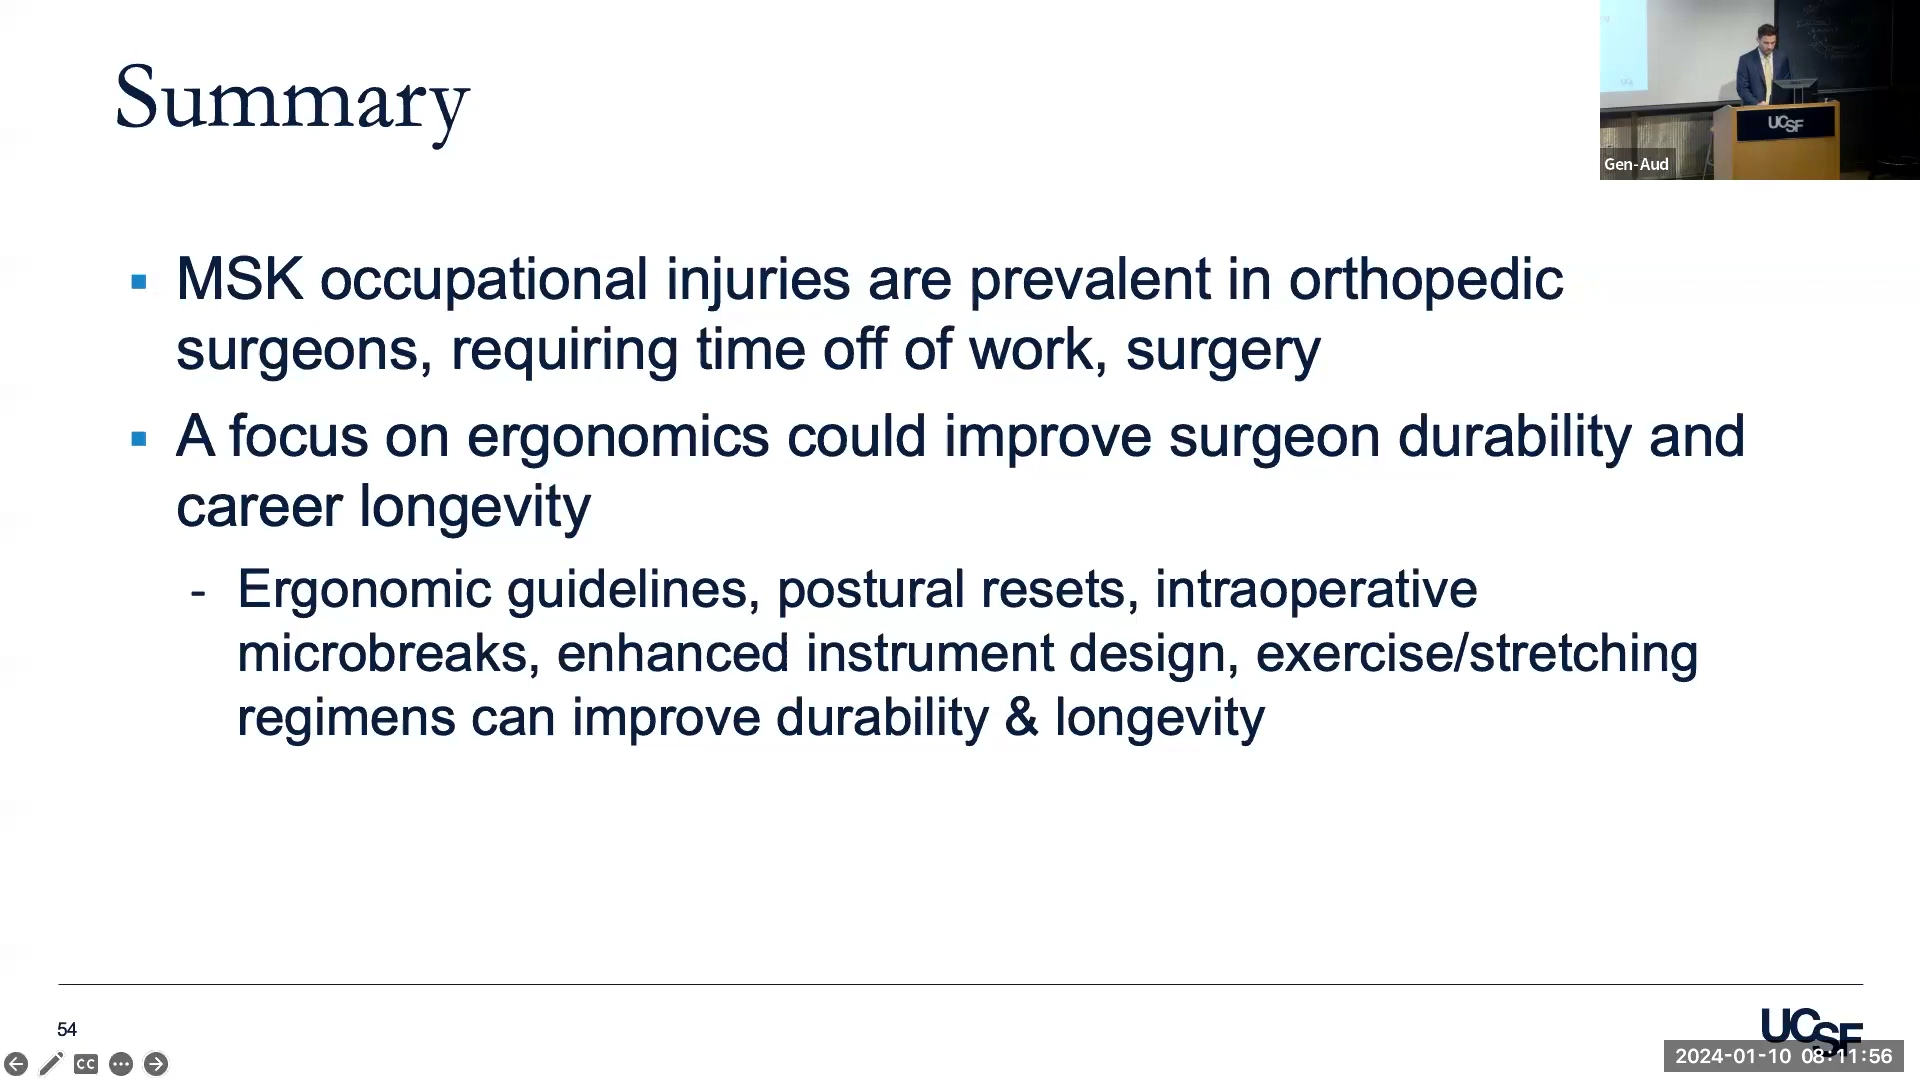 Summary
UCSF
Gen-Aud
▪ MSK occupational injuries are prevalent in orthopedic
surgeons, requiring time off of work, surgery
▪ A focus on ergonomics could improve surgeon durability and
career longevity
- Ergonomic guidelines, postural resets, intraoperative
microbreaks, enhanced instrument design, exercise/stretching
regimens can improve durability & longevity
54
UCSF
CC
2024-01-10 08:11:56